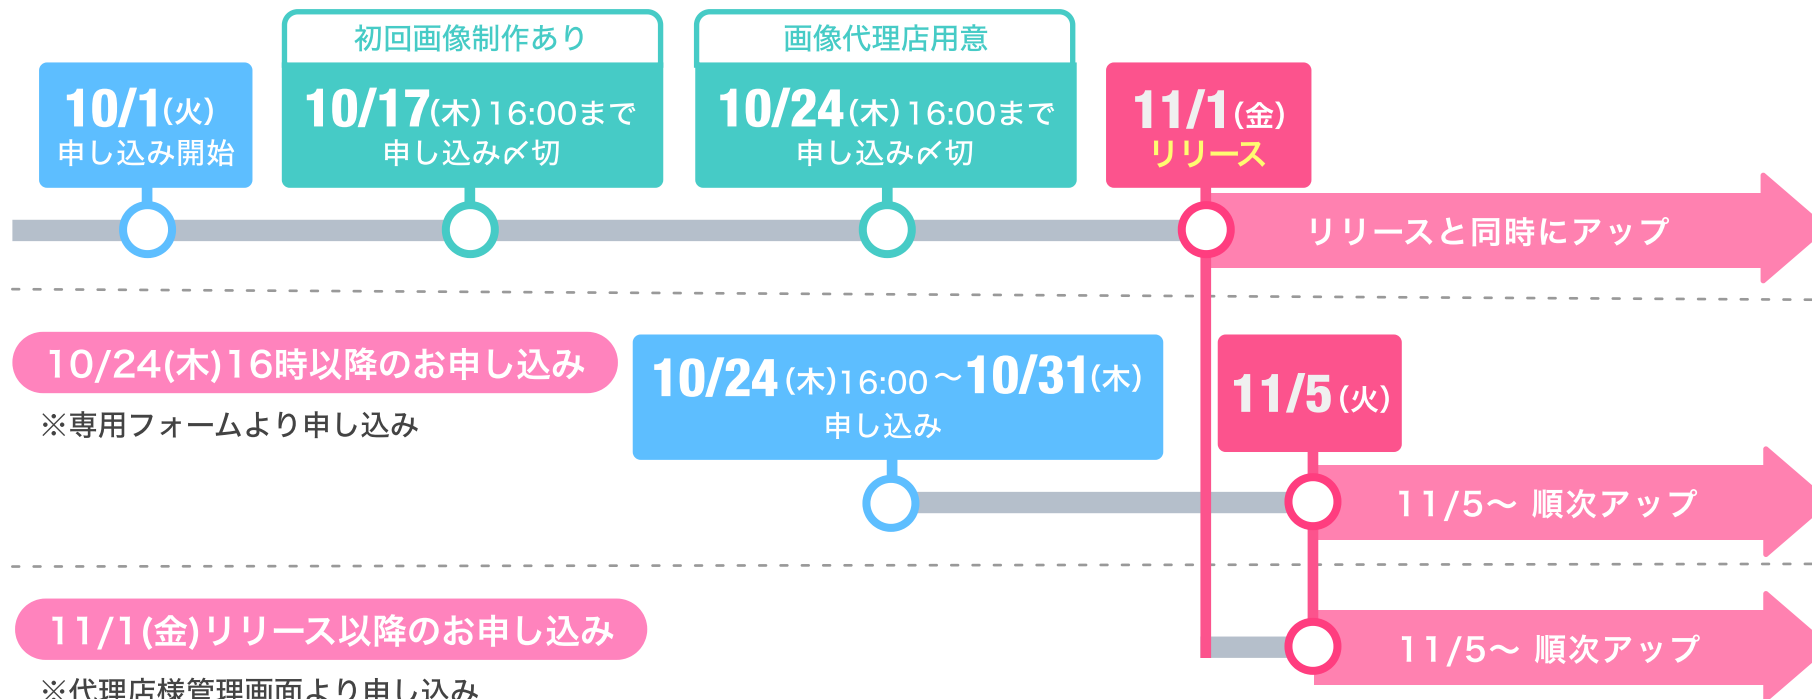 初回画像制作あり
画像代理店用意
10/1(火)
申し込み開始
10/17(木)16:00まで
申し込み〆切
10/24(木)16:00まで
申し込み〆切
11/1(金)
リリース
リリースと同時にアップ
10/24(木)16時以降のお申し込み
※専用フォームより申し込み
10/24(木)16:00～10/31(木)
申し込み
11/5(火)
11/5～ 順次アップ
11/1(金)リリース以降のお申し込み
※代理店様管理画面より申し込み
11/5～ 順次アップ